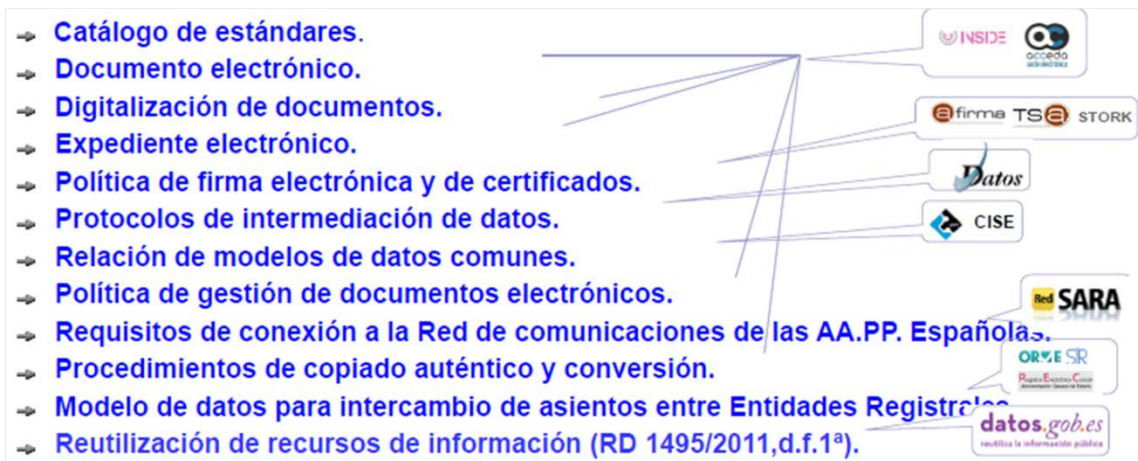 Catálogo de estándares.
Documento electrónico.
Digitalización de documentos.
Expediente electrónico.
Política de firma electrónica y de certificados.
Protocolos de intermediación de datos.
Relación de modelos de datos comunes.
Política de gestión de documentos electrónicos.
Requisitos de conexión a la Red de comunicaciones de las AA.PP. Españolas.
Procedimientos de copiado auténtico y conversión.
Modelo de datos para intercambio de asientos entre Entidades Registrales
Reutilización de recursos de información (RD 1495/2011,d.f.1ª).
INSIDE
acceda
@firma TS@ STORK
Datos
CISE
Red SARA
ORVE SIR
Registro Electrónico Común
datos.gob.es
reutiliza la información pública